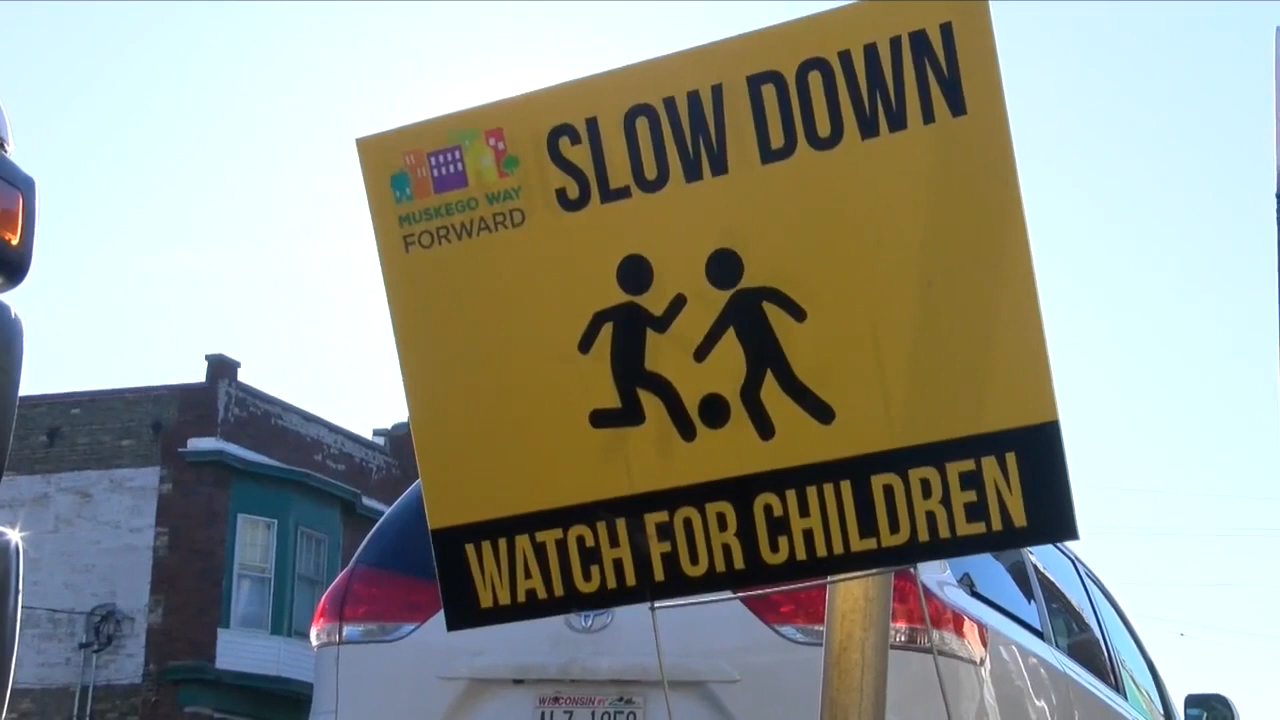 SLOW DOWN
MUSKEGO WAY
FORWARD
WATCH FOR CHILDREN
WISCONSIN